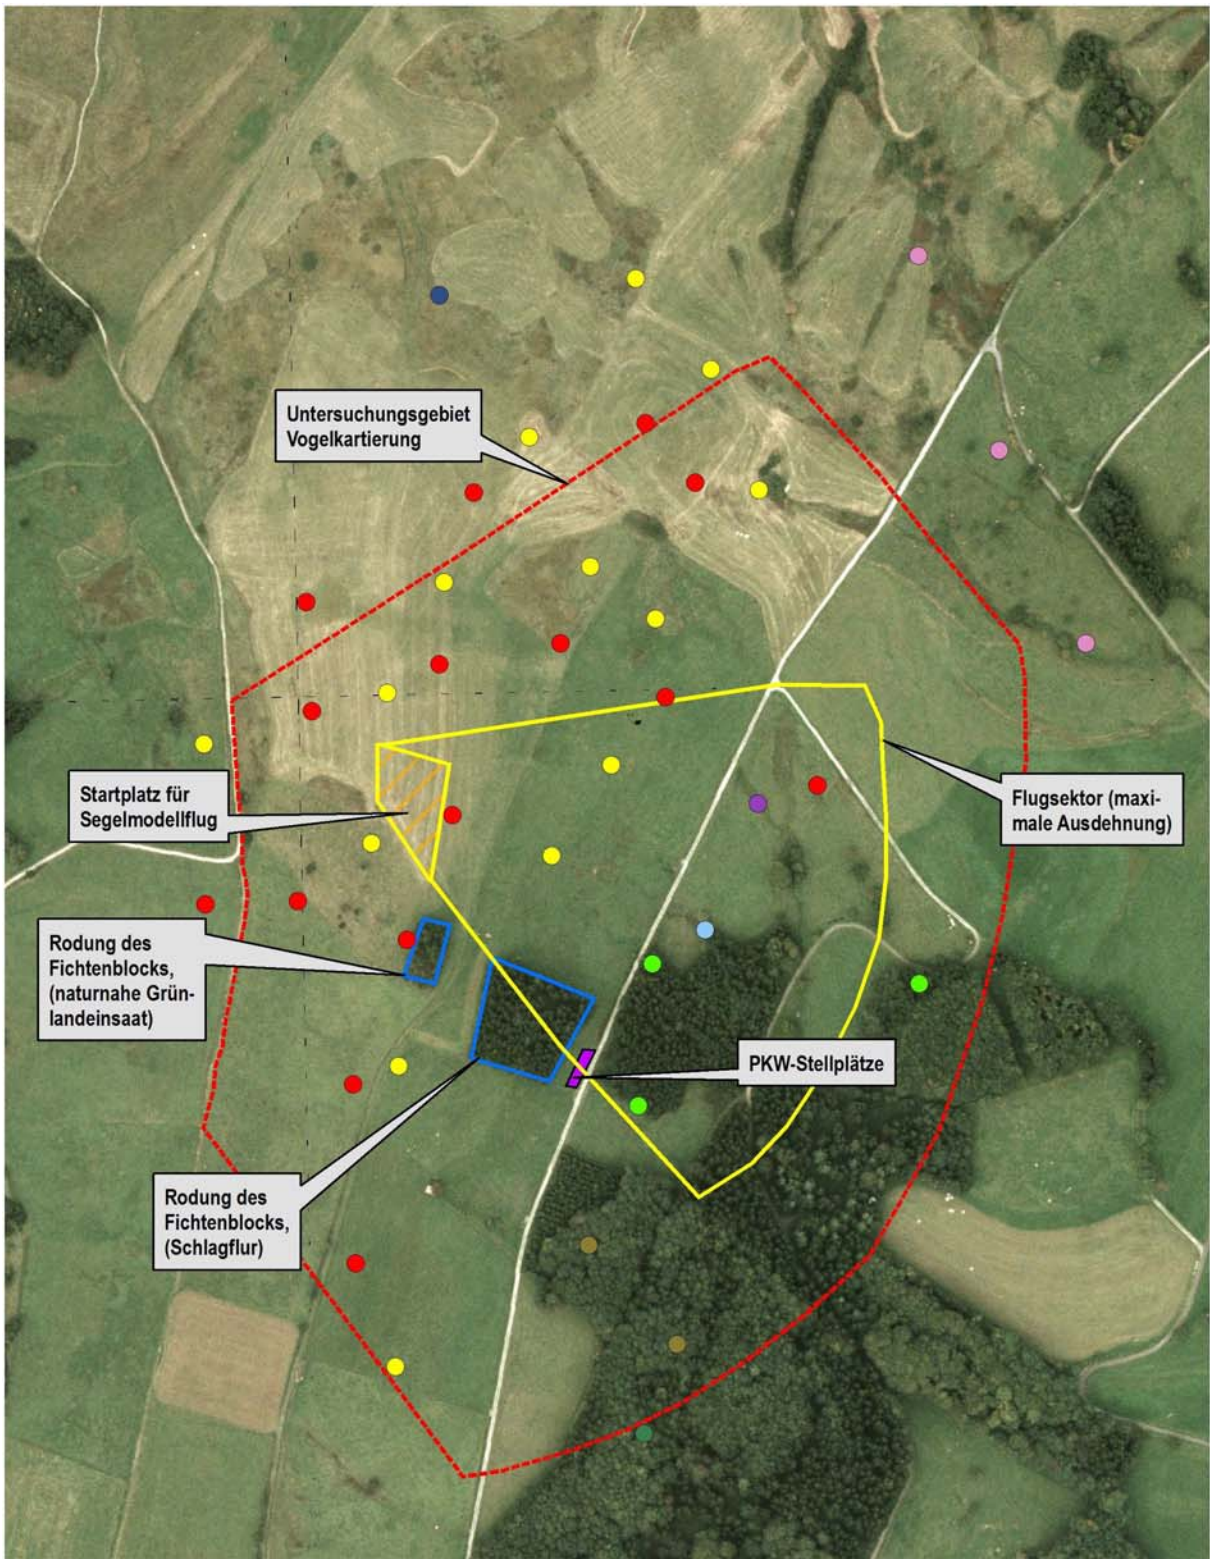 Untersuchungsgebiet
Vogelkartierung
Startplatz für
Segelmodellflug
Flugsektor (maxi-
male Ausdehnung)
Rodung des
Fichtenblocks,
(naturnahe Grün-
landeinsaat)
PKW-Stellplätze
Rodung des
Fichtenblocks,
(Schlagflur)